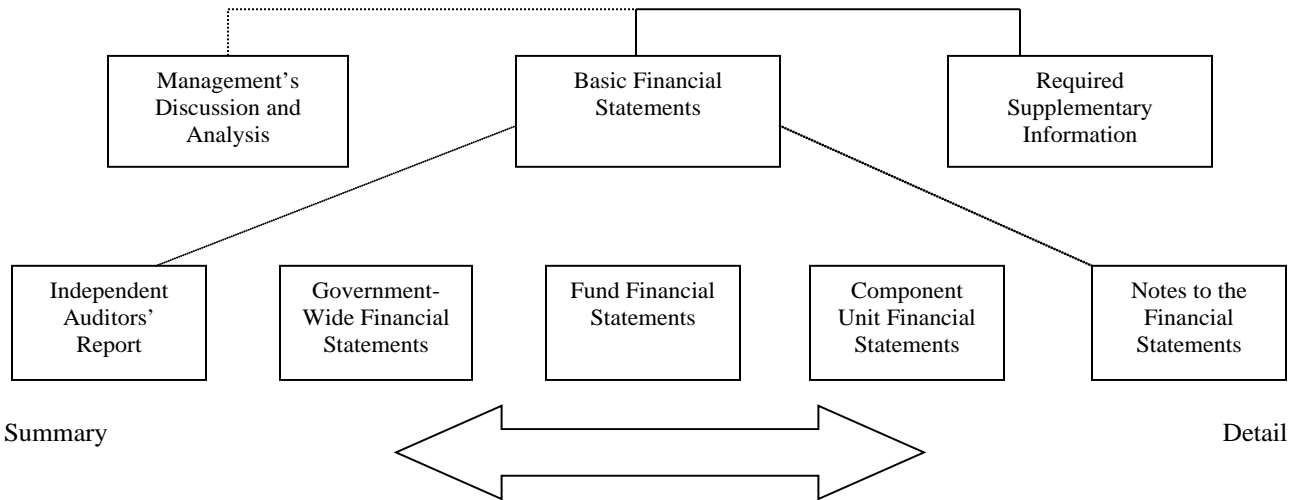 Management’s
Discussion and
Analysis
Basic Financial
Statements
Required
Supplementary
Information
Independent
Auditors’
Report
Government-
Wide Financial
Statements
Fund Financial
Statements
Component
Unit Financial
Statements
Notes to the
Financial
Statements
Summary
Detail